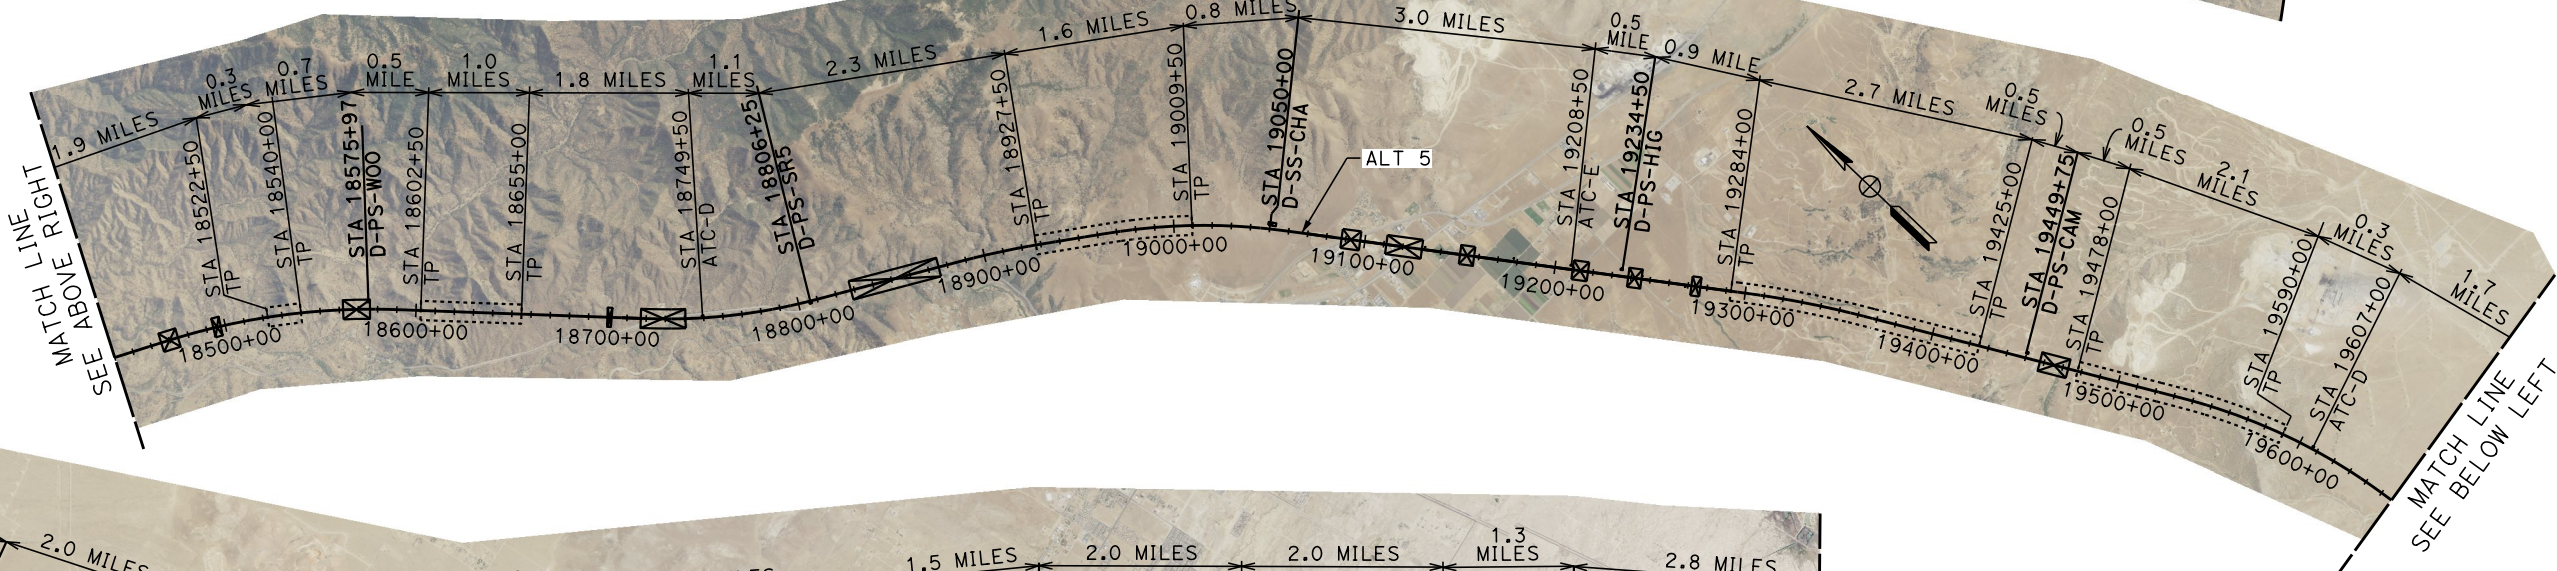 1.9 MILES
0.3
MILES
0.7
MILES
0.5
MILE
1.0
MILES
1.8 MILES
1.1
MILES
2.3 MILES
1.6 MILES
0.8 MILES
3.0 MILES
0.5
MILE
0.9 MILE
2.7 MILES
0.5
MILES
0.5
MILES
2.1
MILES
0.3
MILES
1.7
MILES
MATCH LINE
SEE ABOVE RIGHT
STA 18522+50
TP
STA 18540+00
TP
STA 18575+97
D-PS-WOO
STA 18602+50
TP
STA 18655+00
TP
STA 18749+50
ATC-D
STA 18806+25
D-PS-SR5
STA 18927+50
TP
STA 19009+50
TP
STA 19050+00
D-SS-CHA
ALT 5
STA 19208+50
ATC-E
STA 19234+50
D-PS-HIG
STA 19284+00
TP
STA 19425+00
TP
STA 19449+75
D-PS-CAM
STA 19478+00
TP
STA 19590+00
TP
STA 19607+00
ATC-D
18500+00
18600+00
18700+00
18800+00
18900+00
19000+00
19100+00
19200+00
19300+00
19400+00
19500+00
19600+00
MATCH LINE
SEE BELOW LEFT
2.0 MILES
1.5 MILES
2.0 MILES
2.0 MILES
1.3
MILES
2.8 MILES